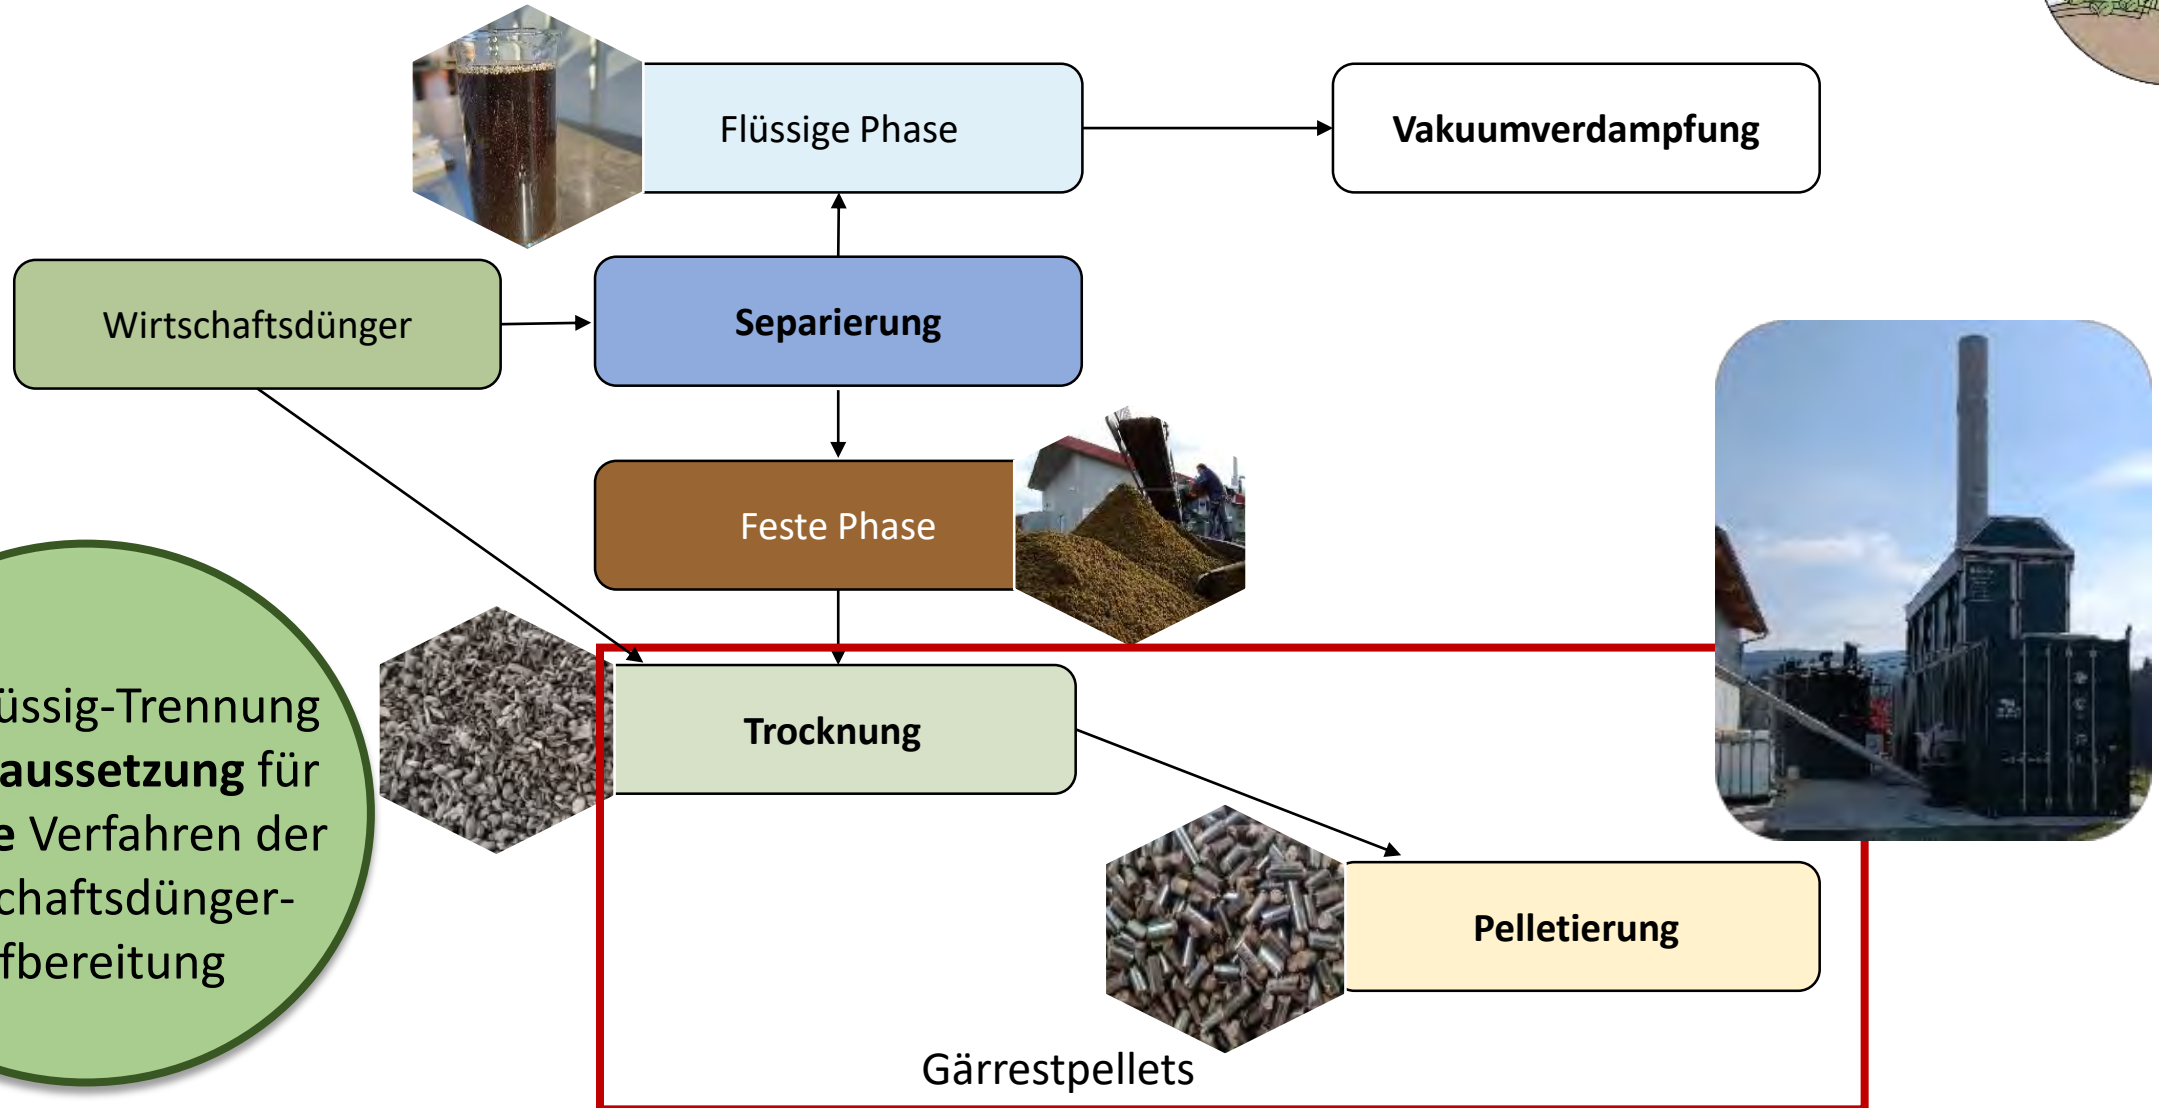 Flüssige Phase
Vakuumverdampfung
Wirtschaftsdünger
Separierung
Feste Phase
üssig-Trennung
aussetzung für
e Verfahren der
chaftsdünger-
fbereitung
Trocknung
Pelletierung
Gärrestpellets